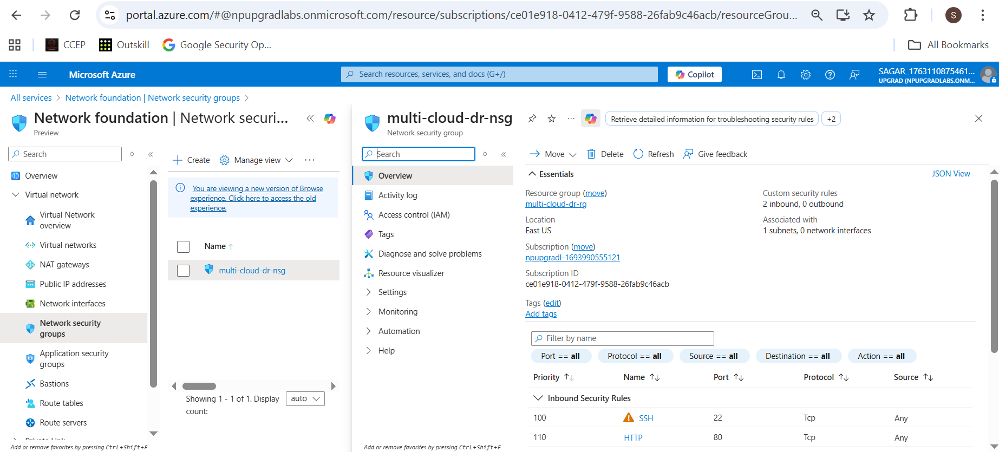 portal.azure.com/#@npupgradlabs.onmicrosoft.com/resource/subscriptions/ce01e918-0412-479f-9588-26fab9c46acb/resourceGrou...
S
CCEP
Outskill
Google Security Op...
All Bookmarks
Microsoft Azure
Search resources, services, and docs (G+/)
Copilot
SAGAR_1763110875461...
UPGRAD (NPUPGRADLABS.ONM...
All services > Network foundation | Network security groups >
Network foundation | Network securi...
Preview
Search
Overview
Virtual network
Virtual Network
overview
Virtual networks
NAT gateways
Public IP addresses
Network interfaces
Network security
groups
Application security
groups
Bastions
Route tables
Route servers
Private Link
Add or remove favorites by pressing Ctrl+Shift+F
Create
Manage view
You are viewing a new version of Browse
experience. Click here to access the old
experience.
Name ↑
multi-cloud-dr-nsg
Showing 1 - 1 of 1. Display
count:
auto
multi-cloud-dr-nsg
Network security group
Retrieve detailed information for troubleshooting security rules
+2
Search
Overview
Activity log
Access control (IAM)
Tags
Diagnose and solve problems
Resource visualizer
Settings
Monitoring
Automation
Help
Add or remove favorites by pressing Ctrl+Shift+F
Move
Delete
Refresh
Give feedback
Essentials
JSON View
Resource group (move)
multi-cloud-dr-rg
Location
East US
Subscription (move)
npupgradl-1693990555121
Subscription ID
ce01e918-0412-479f-9588-26fab9c46acb
Tags (edit)
Add tags
Custom security rules
2 inbound, 0 outbound
Associated with
1 subnets, 0 network interfaces
Filter by name
Port == all
Protocol == all
Source == all
Destination == all
Action == all
Priority ↑↓ Name ↑↓ Port ↑↓ Protocol ↑↓ Source ↑↓
Inbound Security Rules
100 SSH 22 Tcp Any
110 HTTP 80 Tcp Any